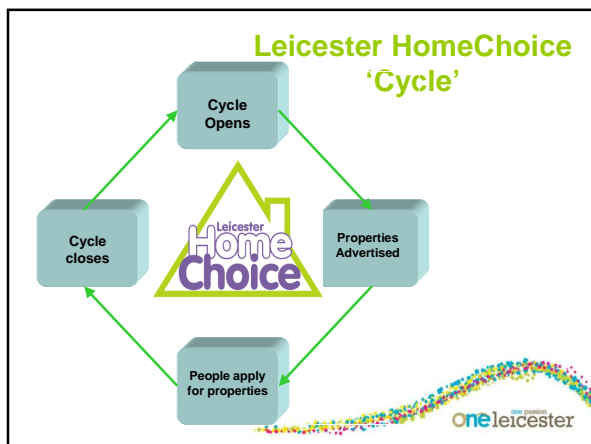 Leicester HomeChoice
‘Cycle’
Cycle
Opens
Properties
Advertised
People apply
for properties
Cycle
closes
Leicester
Home
Choice
one passion
one leicester